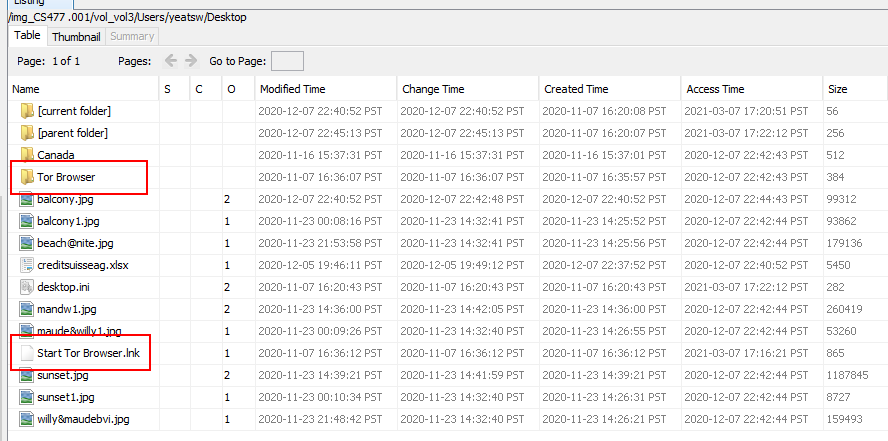 Listing
/img_CS477 .001/vol_vol3/Users/yeatsw/Desktop
Table Thumbnail Summary
Page: 1 of 1 Pages: Go to Page:
Name S C O Modified Time Change Time Created Time Access Time Size
[current folder] 2020-12-07 22:40:52 PST 2020-12-07 22:40:52 PST 2020-11-07 16:20:08 PST 2021-03-07 17:20:51 PST 56
[parent folder] 2020-12-07 22:45:13 PST 2020-12-07 22:45:13 PST 2020-11-07 16:20:07 PST 2021-03-07 17:22:12 PST 256
Canada 2020-11-16 15:37:31 PST 2020-11-16 15:37:31 PST 2020-11-16 15:37:01 PST 2020-12-07 22:42:43 PST 512
Tor Browser 2020-11-07 16:36:07 PST 2020-11-07 16:36:07 PST 2020-11-07 16:35:57 PST 2020-12-07 22:42:43 PST 384
balcony.jpg 2 2020-12-07 22:40:52 PST 2020-12-07 22:42:48 PST 2020-12-07 22:40:52 PST 2020-12-07 22:44:43 PST 99312
balcony1.jpg 1 2020-11-23 00:08:16 PST 2020-11-23 14:32:41 PST 2020-11-23 14:25:52 PST 2020-12-07 22:42:44 PST 93862
beach@nite.jpg 1 2020-11-23 21:53:58 PST 2020-11-23 14:32:41 PST 2020-11-23 14:25:56 PST 2020-12-07 22:42:44 PST 179136
creditsuisseag.xlsx 1 2020-12-05 19:46:11 PST 2020-12-05 19:49:12 PST 2020-12-07 22:37:52 PST 2020-12-07 22:40:52 PST 5450
desktop.ini 2 2020-11-07 16:20:43 PST 2020-11-07 16:20:43 PST 2020-11-07 16:20:43 PST 2021-03-07 17:22:12 PST 282
mandw1.jpg 2 2020-11-23 14:36:00 PST 2020-11-23 14:42:05 PST 2020-11-23 14:36:00 PST 2020-12-07 22:42:44 PST 260419
maude&willy1.jpg 1 2020-11-23 00:09:26 PST 2020-11-23 14:32:40 PST 2020-11-23 14:26:55 PST 2020-12-07 22:42:44 PST 53260
Start Tor Browser.lnk 1 2020-11-07 16:36:12 PST 2020-11-07 16:36:12 PST 2020-11-07 16:36:12 PST 2021-03-07 17:16:21 PST 865
sunset.jpg 2 2020-11-23 14:39:21 PST 2020-11-23 14:41:59 PST 2020-11-23 14:39:21 PST 2020-12-07 22:42:44 PST 1187845
sunset1.jpg 1 2020-11-23 00:10:34 PST 2020-11-23 14:32:40 PST 2020-11-23 14:26:31 PST 2020-12-07 22:42:44 PST 8727
willy&maudebvi.jpg 1 2020-11-23 21:48:42 PST 2020-11-23 14:32:40 PST 2020-11-23 14:26:21 PST 2020-12-07 22:42:44 PST 159493